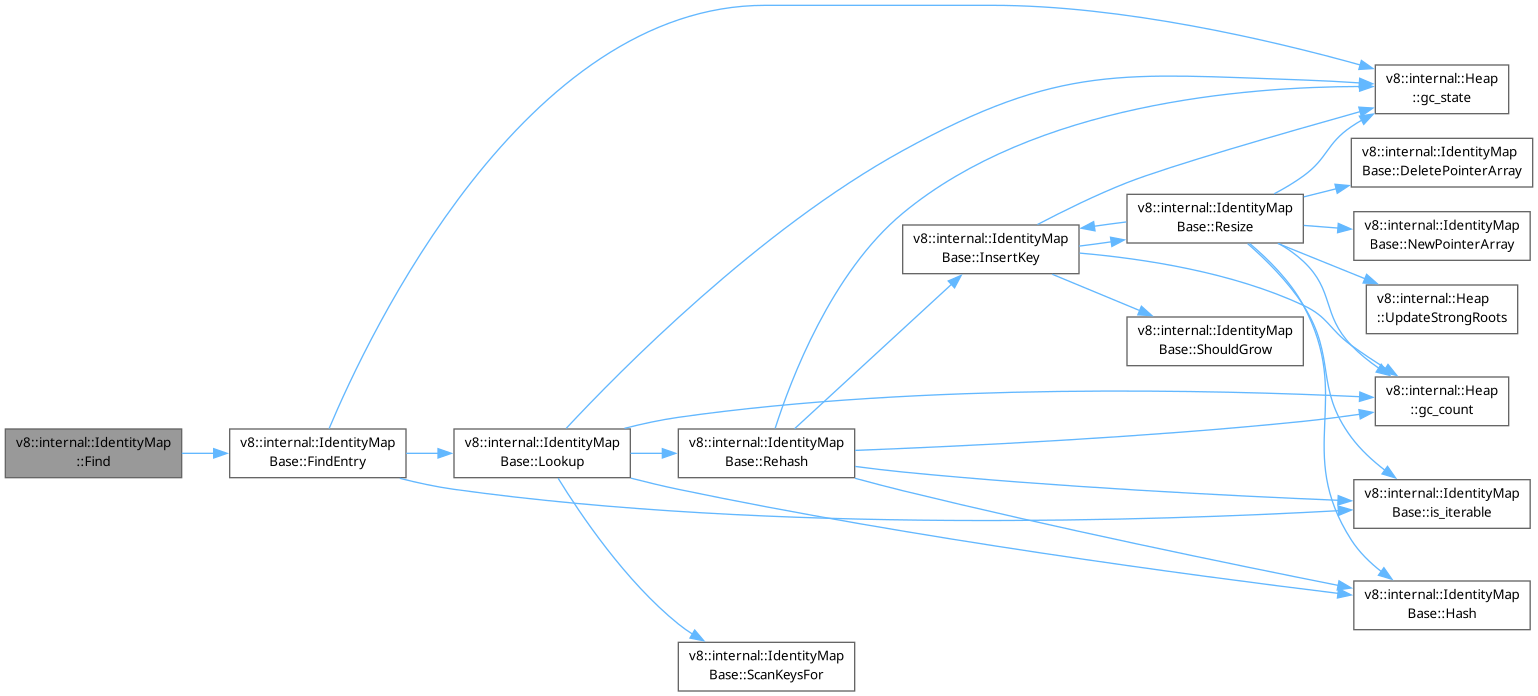 v8::internal::Heap
::gc_state
v8::internal::IdentityMap
Base::DeletePointerArray
v8::internal::IdentityMap
Base::Resize
v8::internal::IdentityMap
Base::NewPointerArray
v8::internal::IdentityMap
Base::InsertKey
v8::internal::Heap
::UpdateStrongRoots
v8::internal::IdentityMap
Base::ShouldGrow
v8::internal::Heap
::gc_count
v8::internal::IdentityMap
::Find
v8::internal::IdentityMap
Base::FindEntry
v8::internal::IdentityMap
Base::Lookup
v8::internal::IdentityMap
Base::Rehash
v8::internal::IdentityMap
Base::is_iterable
v8::internal::IdentityMap
Base::Hash
v8::internal::IdentityMap
Base::ScanKeysFor